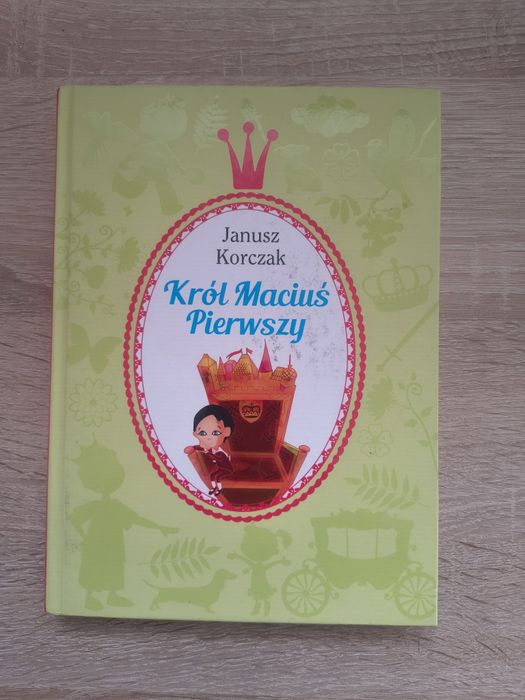 Janusz
Korczak
Król Maciuś
Pierwszy